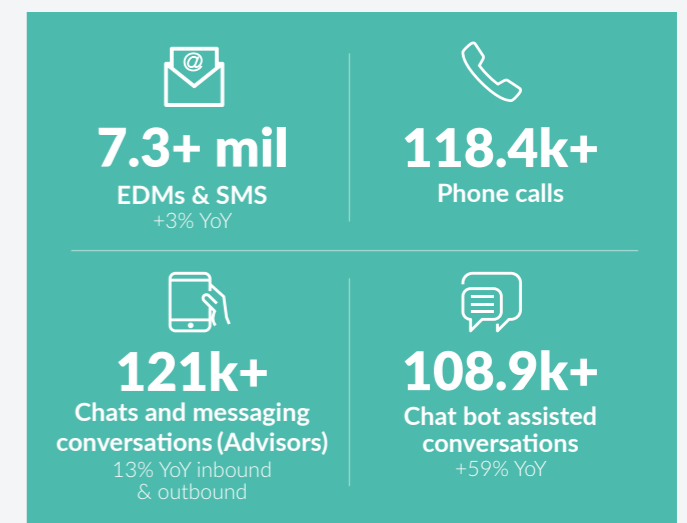 @
7.3+ mil
EDMs & SMS
+3% YoY
118.4k+
Phone calls
121k+
Chats and messaging
conversations (Advisors)
13% YoY inbound
& outbound
108.9k+
Chat bot assisted
conversations
+59% YoY